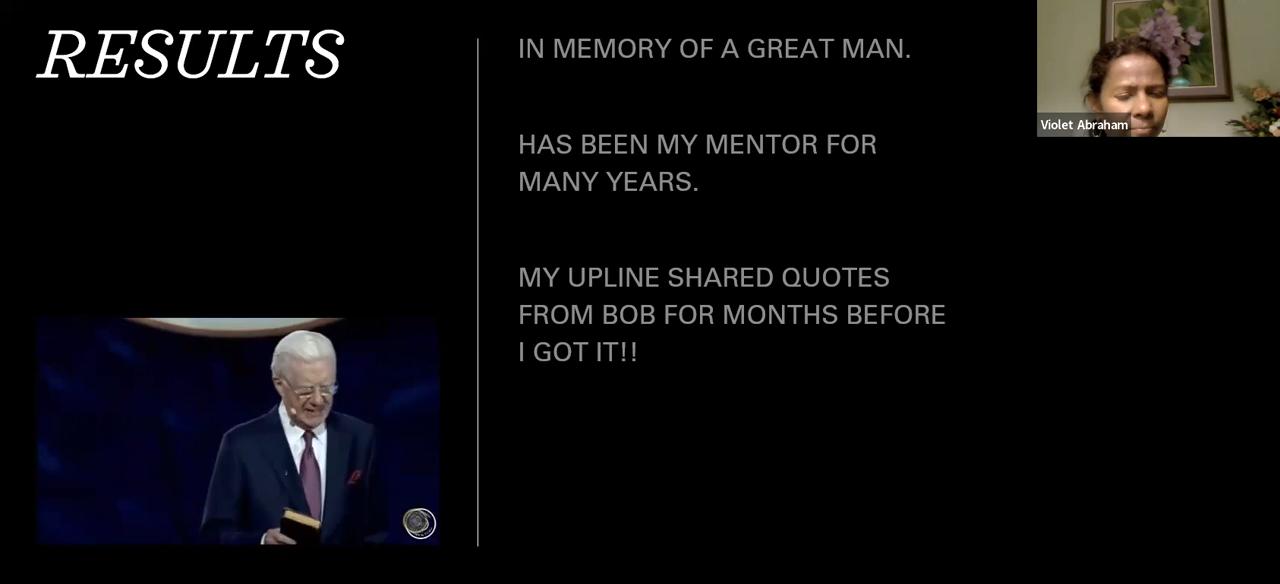 RESULTS
IN MEMORY OF A GREAT MAN.
HAS BEEN MY MENTOR FOR
MANY YEARS.
MY UPLINE SHARED QUOTES
FROM BOB FOR MONTHS BEFORE
I GOT IT!!
Violet Abraham